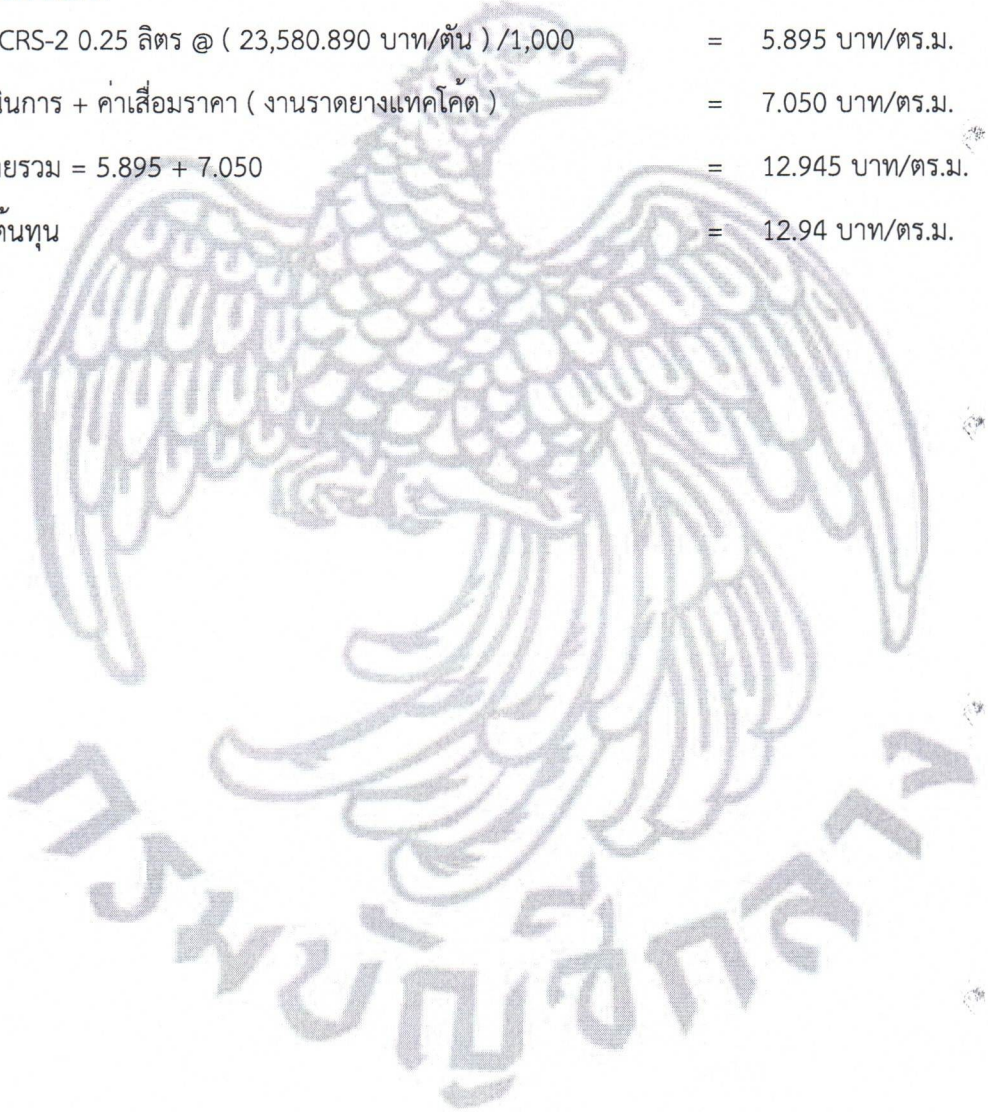 CRS-2 0.25 ลิตร @ ( 23,580.890 บาท/ตัน ) /1,000 = 5.895 บาท/ตร.ม.
นินการ + ค่าเสื่อมราคา ( งานราดยางแทคโค้ต ) = 7.050 บาท/ตร.ม.
ยรวม = 5.895 + 7.050 = 12.945 บาท/ตร.ม.
ต้นทุน = 12.94 บาท/ตร.ม.
กรมบัญชีกลาง